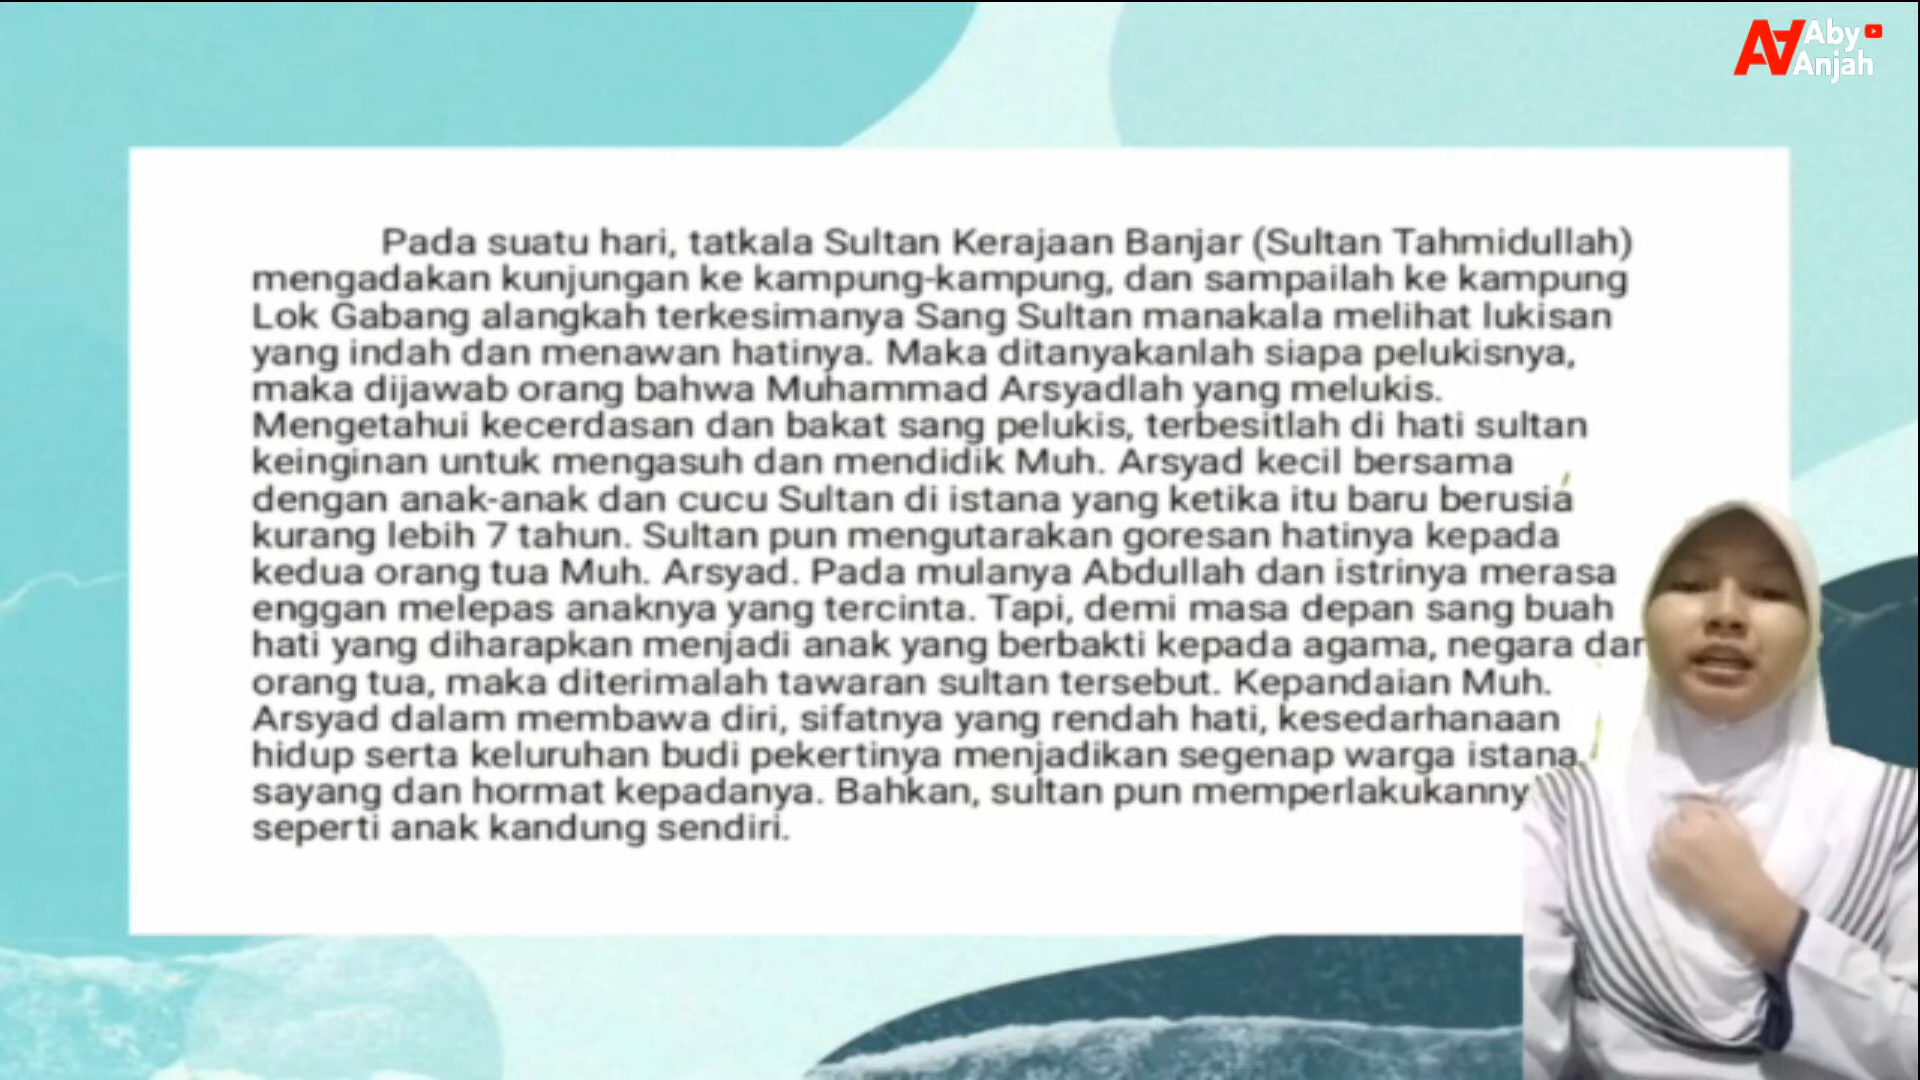 Aby
Anjah
Pada suatu hari, tatkala Sultan Kerajaan Banjar (Sultan Tahmidullah)
mengadakan kunjungan ke kampung-kampung, dan sampailah ke kampung
Lok Gabang alangkah terkesimanya Sang Sultan manakala melihat lukisan
yang indah dan menawan hatinya. Maka ditanyakanlah siapa pelukisnya,
maka dijawab orang bahwa Muhammad Arsyadlah yang melukis.
Mengetahui kecerdasan dan bakat sang pelukis, terbesitlah di hati sultan
keinginan untuk mengasuh dan mendidik Muh. Arsyad kecil bersama
dengan anak-anak dan cucu Sultan di istana yang ketika itu baru berusia
kurang lebih 7 tahun. Sultan pun mengutarakan goresan hatinya kepada
kedua orang tua Muh. Arsyad. Pada mulanya Abdullah dan istrinya merasa
enggan melepas anaknya yang tercinta. Tapi, demi masa depan sang buah
hati yang diharapkan menjadi anak yang berbakti kepada agama, negara dan
orang tua, maka diterimalah tawaran sultan tersebut. Kepandaian Muh.
Arsyad dalam membawa diri, sifatnya yang rendah hati, kesedarhanaan
hidup serta keluruhan budi pekertinya menjadikan segenap warga istana
sayang dan hormat kepadanya. Bahkan, sultan pun memperlakukanny
seperti anak kandung sendiri.